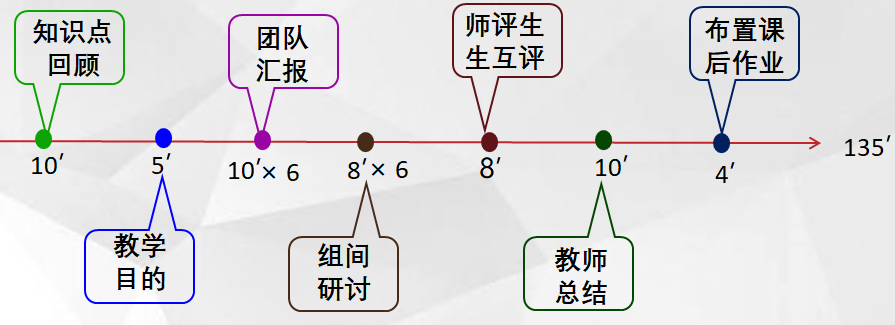 知识点
回顾
团队
汇报
师评生
生互评
布置课
后作业
10′
5′
10′× 6
8′× 6
8′
10′
4′
135′
教学
目的
组间
研讨
教师
总结